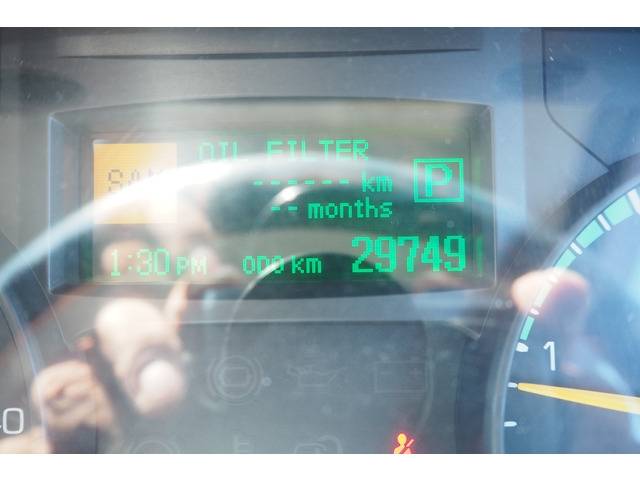 OIL FILTER
------ km
-- months
P
1:30 PM ODO km 29749
1